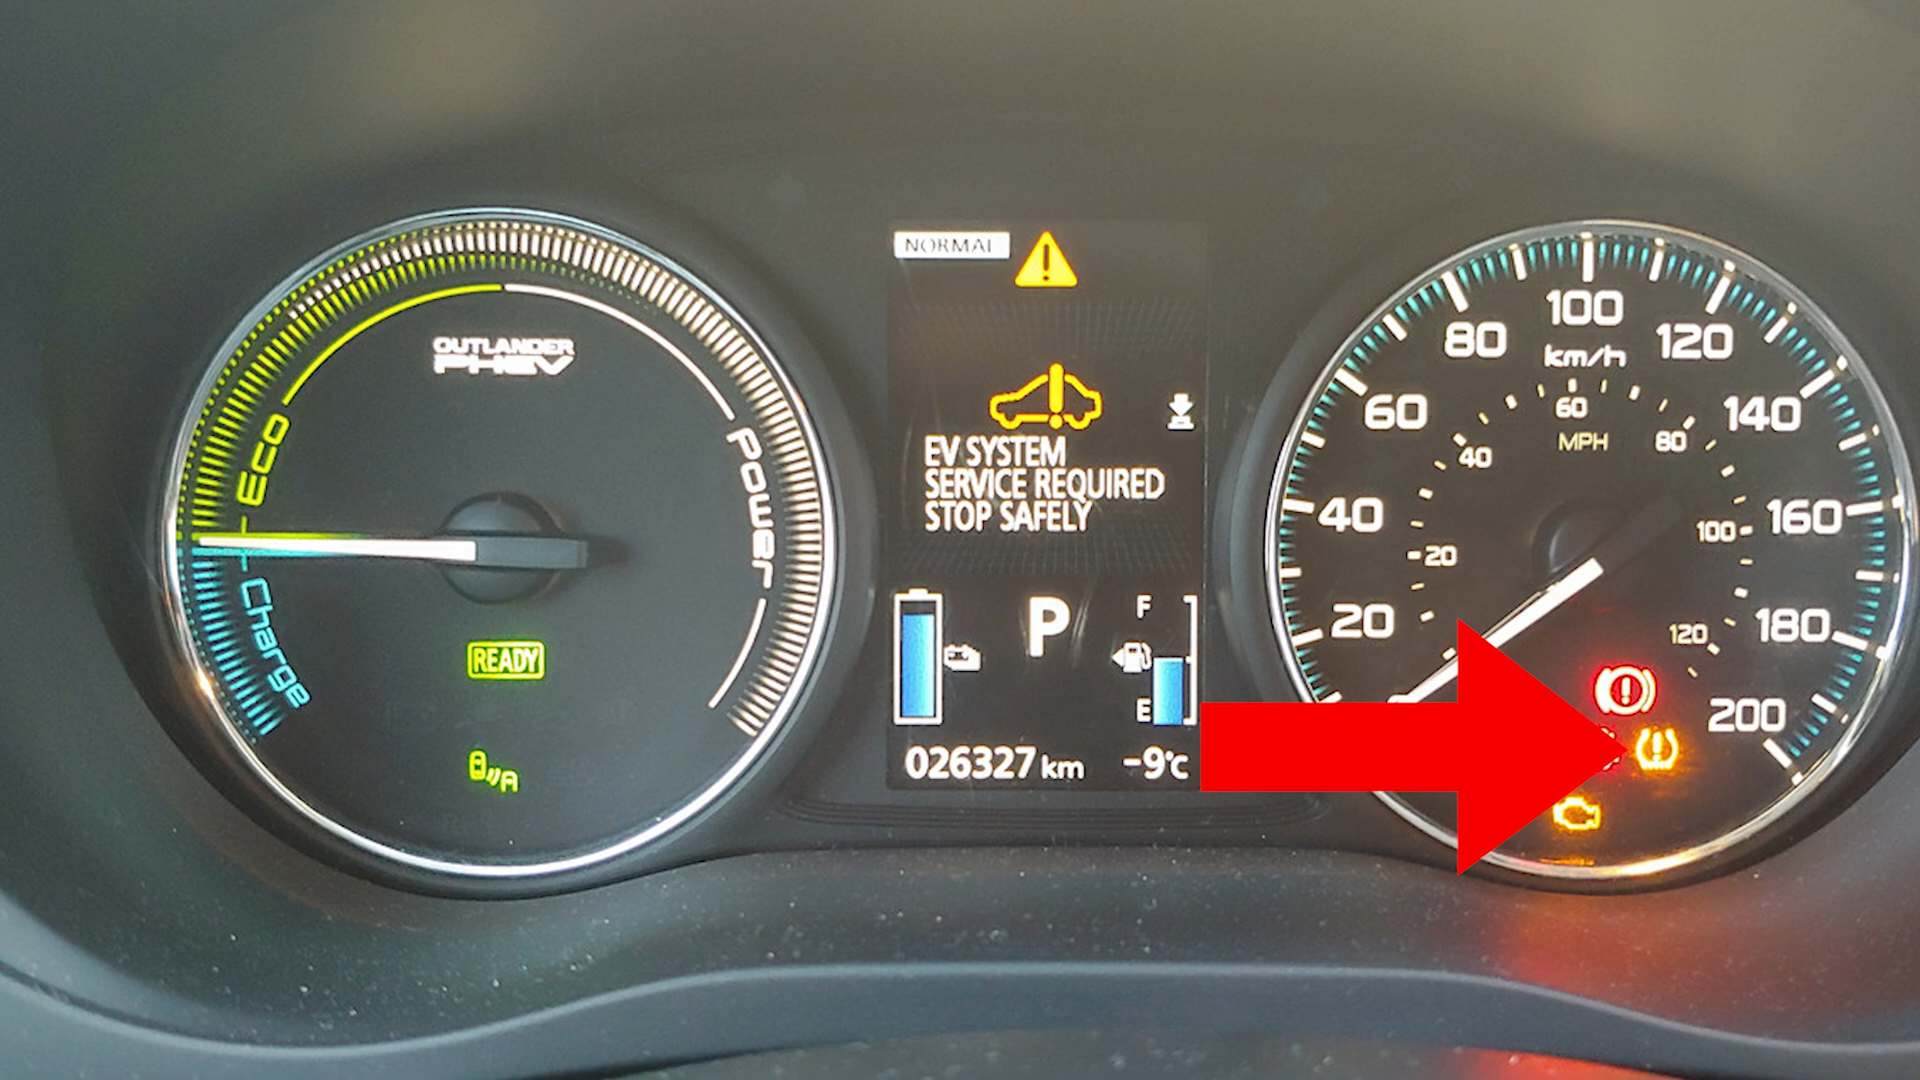 OUTLANDER
PHEV
Eco
Charge
Power
READY
A
NORMAL
EV SYSTEM
SERVICE REQUIRED
STOP SAFELY
P
F
E
026327 km
-9°C
20
40
60
80
100
120
140
160
180
200
km/h
20
40
60
80
100
120
MPH